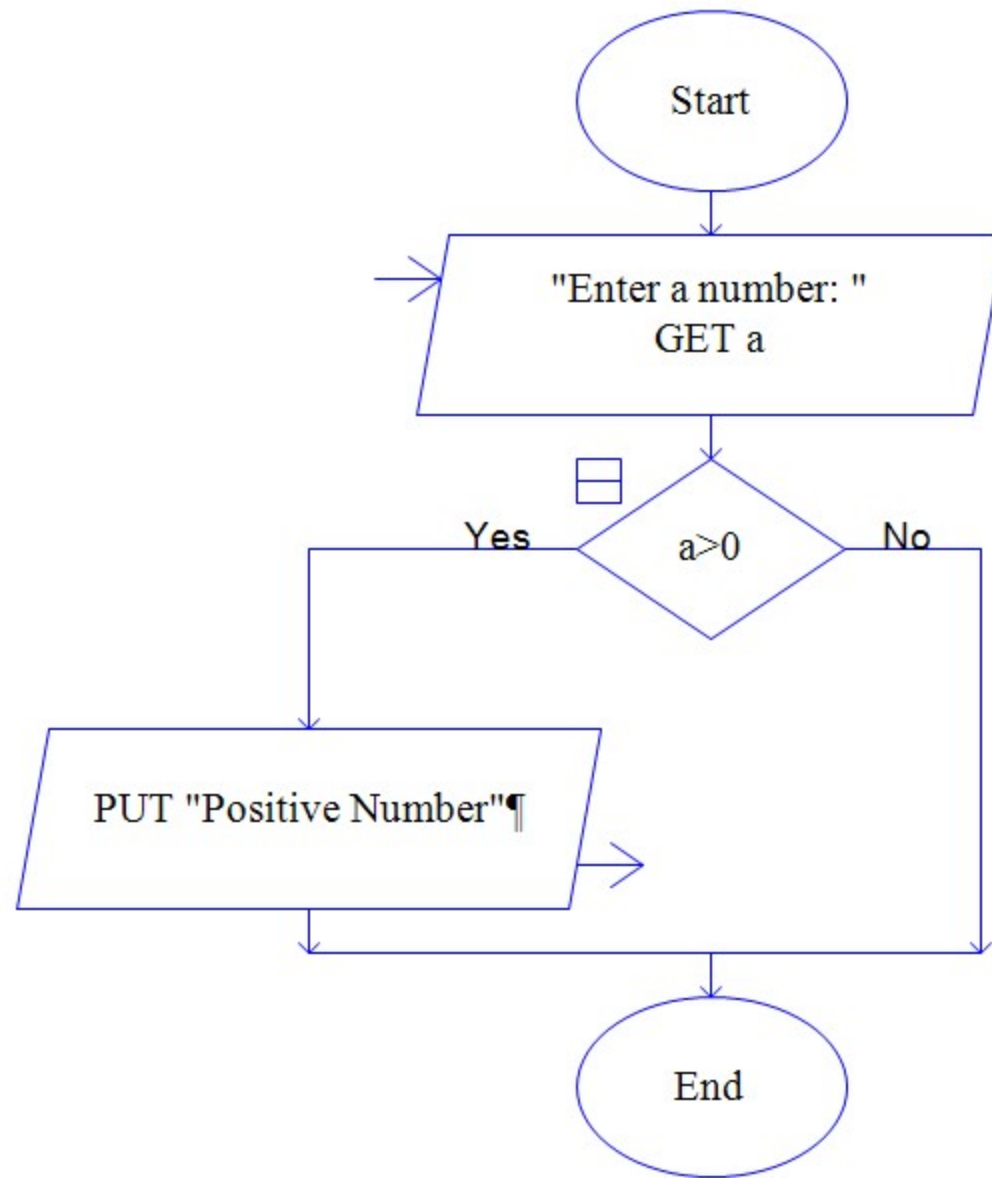 Start
"Enter a number: "
GET a
Yes
a>0
No
PUT "Positive Number"¶
End